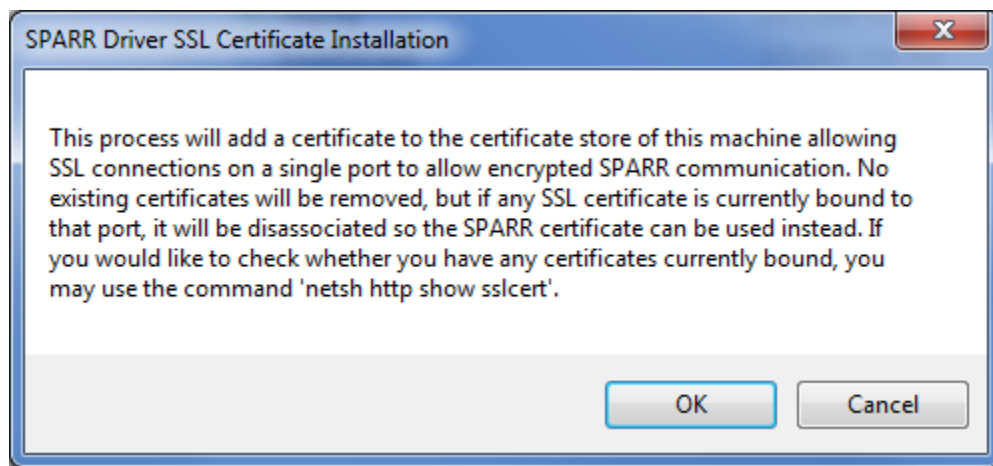 SPARR Driver SSL Certificate Installation
This process will add a certificate to the certificate store of this machine allowing
SSL connections on a single port to allow encrypted SPARR communication. No
existing certificates will be removed, but if any SSL certificate is currently bound to
that port, it will be disassociated so the SPARR certificate can be used instead. If
you would like to check whether you have any certificates currently bound, you
may use the command 'netsh http show sslcert'.
OK
Cancel